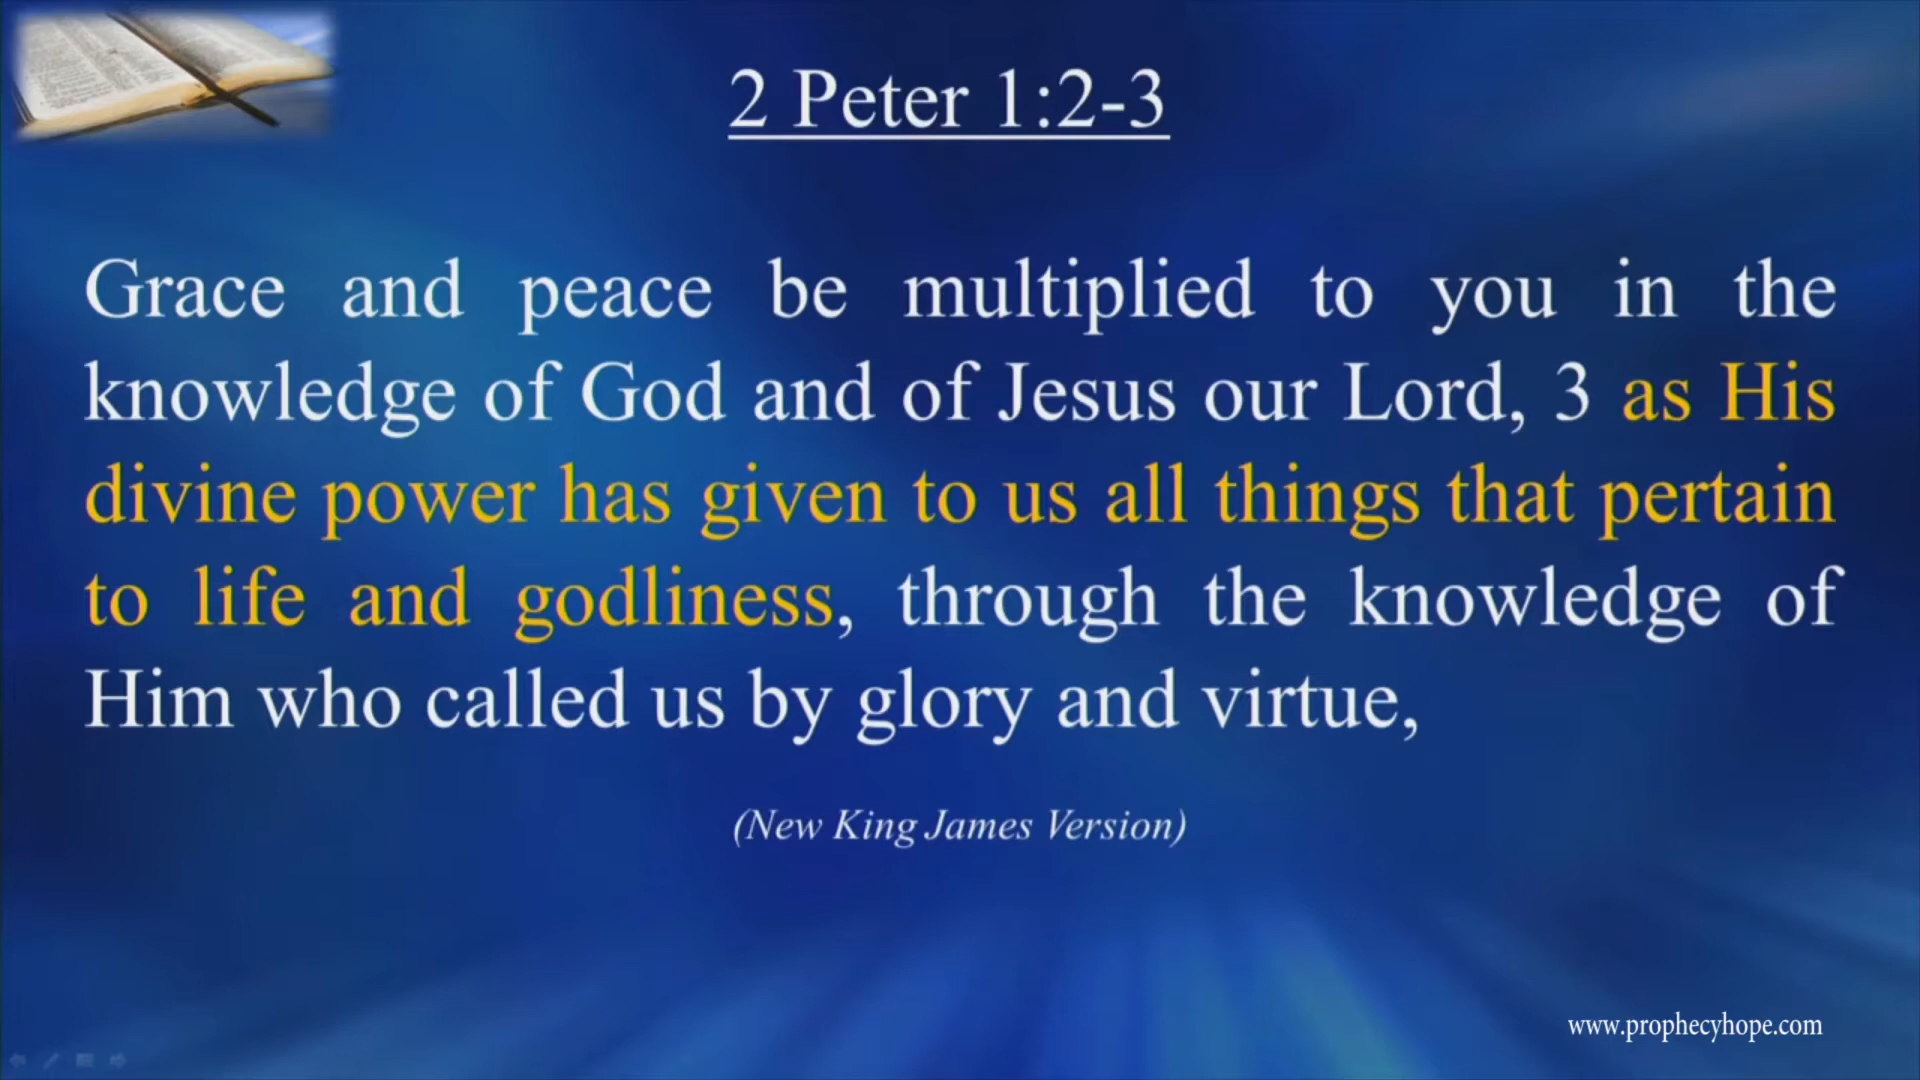 2 Peter 1:2-3
Grace and peace be multiplied to you in the
knowledge of God and of Jesus our Lord, 3 as His
divine power has given to us all things that pertain
to life and godliness, through the knowledge of
Him who called us by glory and virtue,
(New King James Version)
www.prophecyhope.com